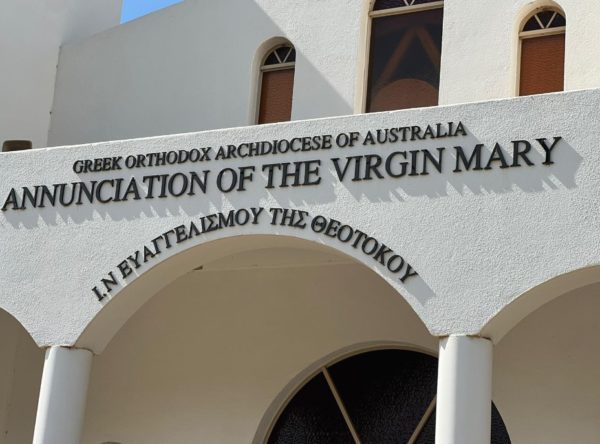 GREEK ORTHODOX ARCHDIOCESE OF AUSTRALIA
ANNUNCIATION OF THE VIRGIN MARY
Ι.Ν ΕΥΑΓΓΕΛΙΣΜΟΥ ΤΗΣ ΘΕΟΤΟΚΟΥ